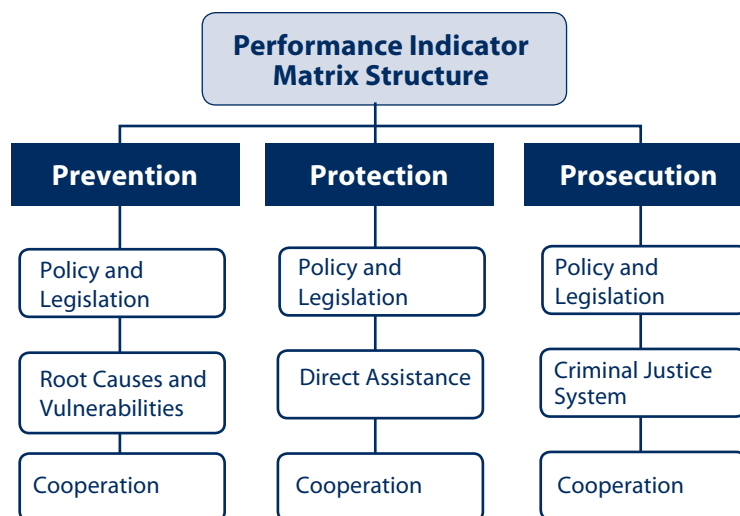 Performance Indicator
Matrix Structure
Prevention
Protection
Prosecution
Policy and
Legislation
Policy and
Legislation
Policy and
Legislation
Root Causes and
Vulnerabilities
Direct Assistance
Criminal Justice
System
Cooperation
Cooperation
Cooperation